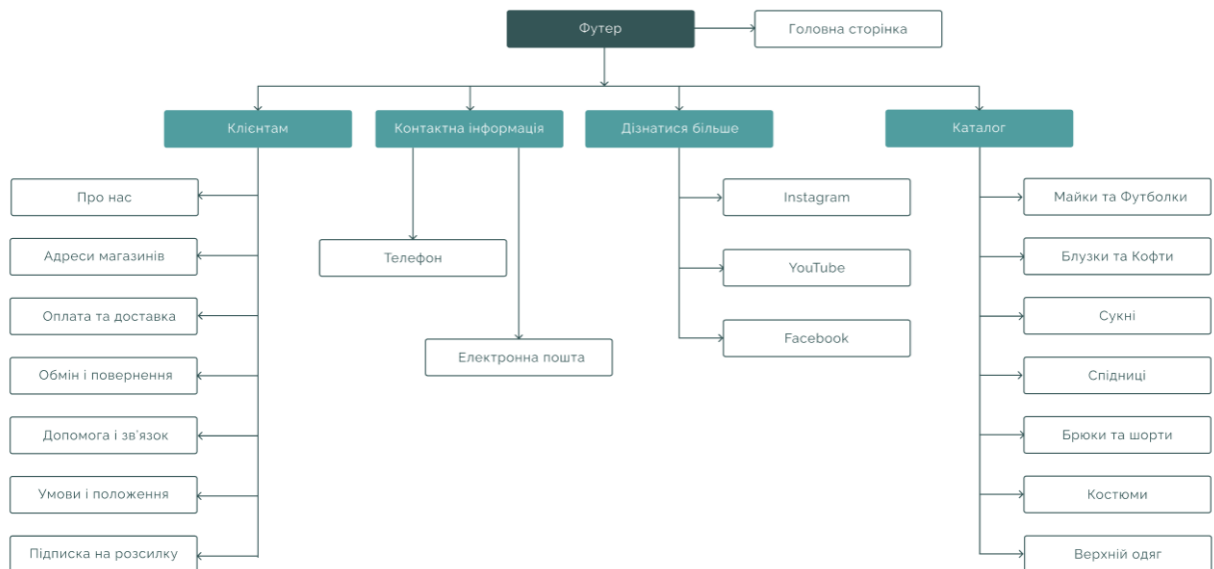 Футер
Головна сторінка
Клієнтам
Контактна інформація
Дізнатися більше
Каталог
Про нас
Адреси магазинів
Оплата та доставка
Обмін і повернення
Допомога і зв'язок
Умови і положення
Підписка на розсилку
Телефон
Електронна пошта
Instagram
YouTube
Facebook
Майки та Футболки
Блузки та Кофти
Сукні
Спідниці
Брюки та шорти
Костюми
Верхній одяг